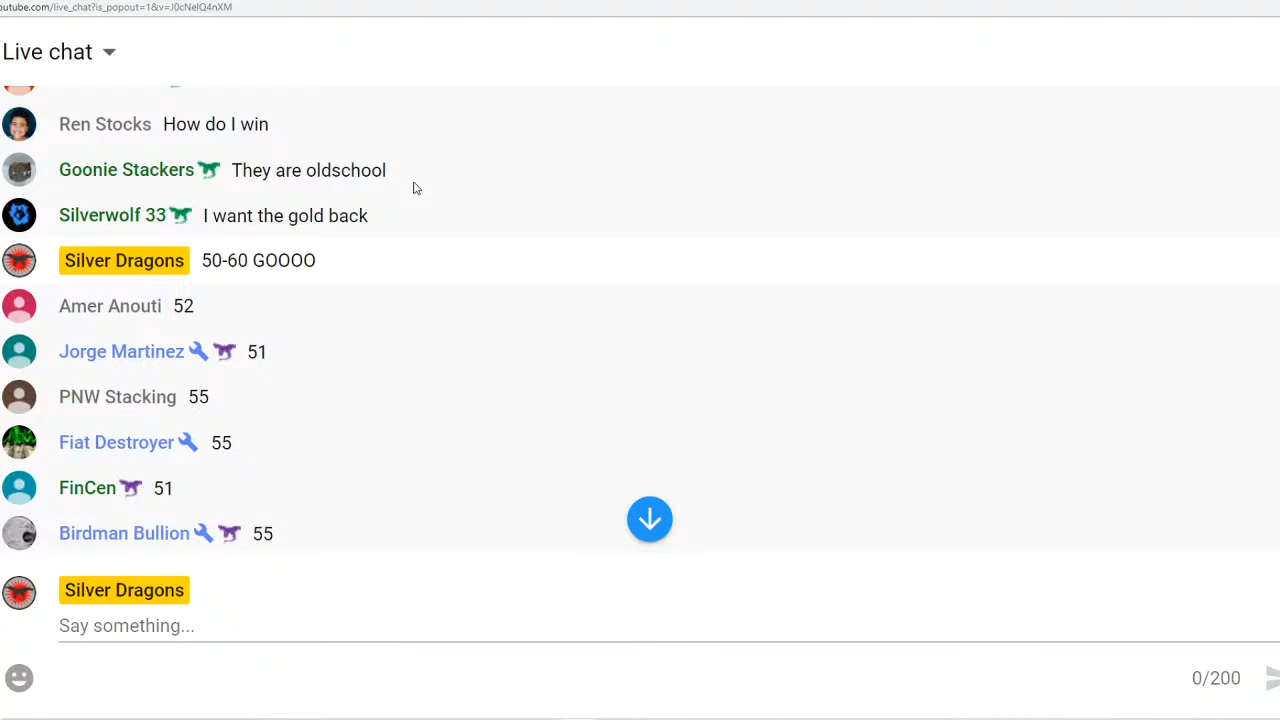 outube.com/live_chat?is_popout=1&v=J0cNeIQ4nXM
Live chat
Ren Stocks How do I win
Goonie Stackers They are oldschool
Silverwolf 33 I want the gold back
Silver Dragons 50-60 GOOOO
Amer Anouti 52
Jorge Martinez 51
PNW Stacking 55
Fiat Destroyer 55
FinCen 51
Birdman Bullion 55
Silver Dragons
Say something...
0/200